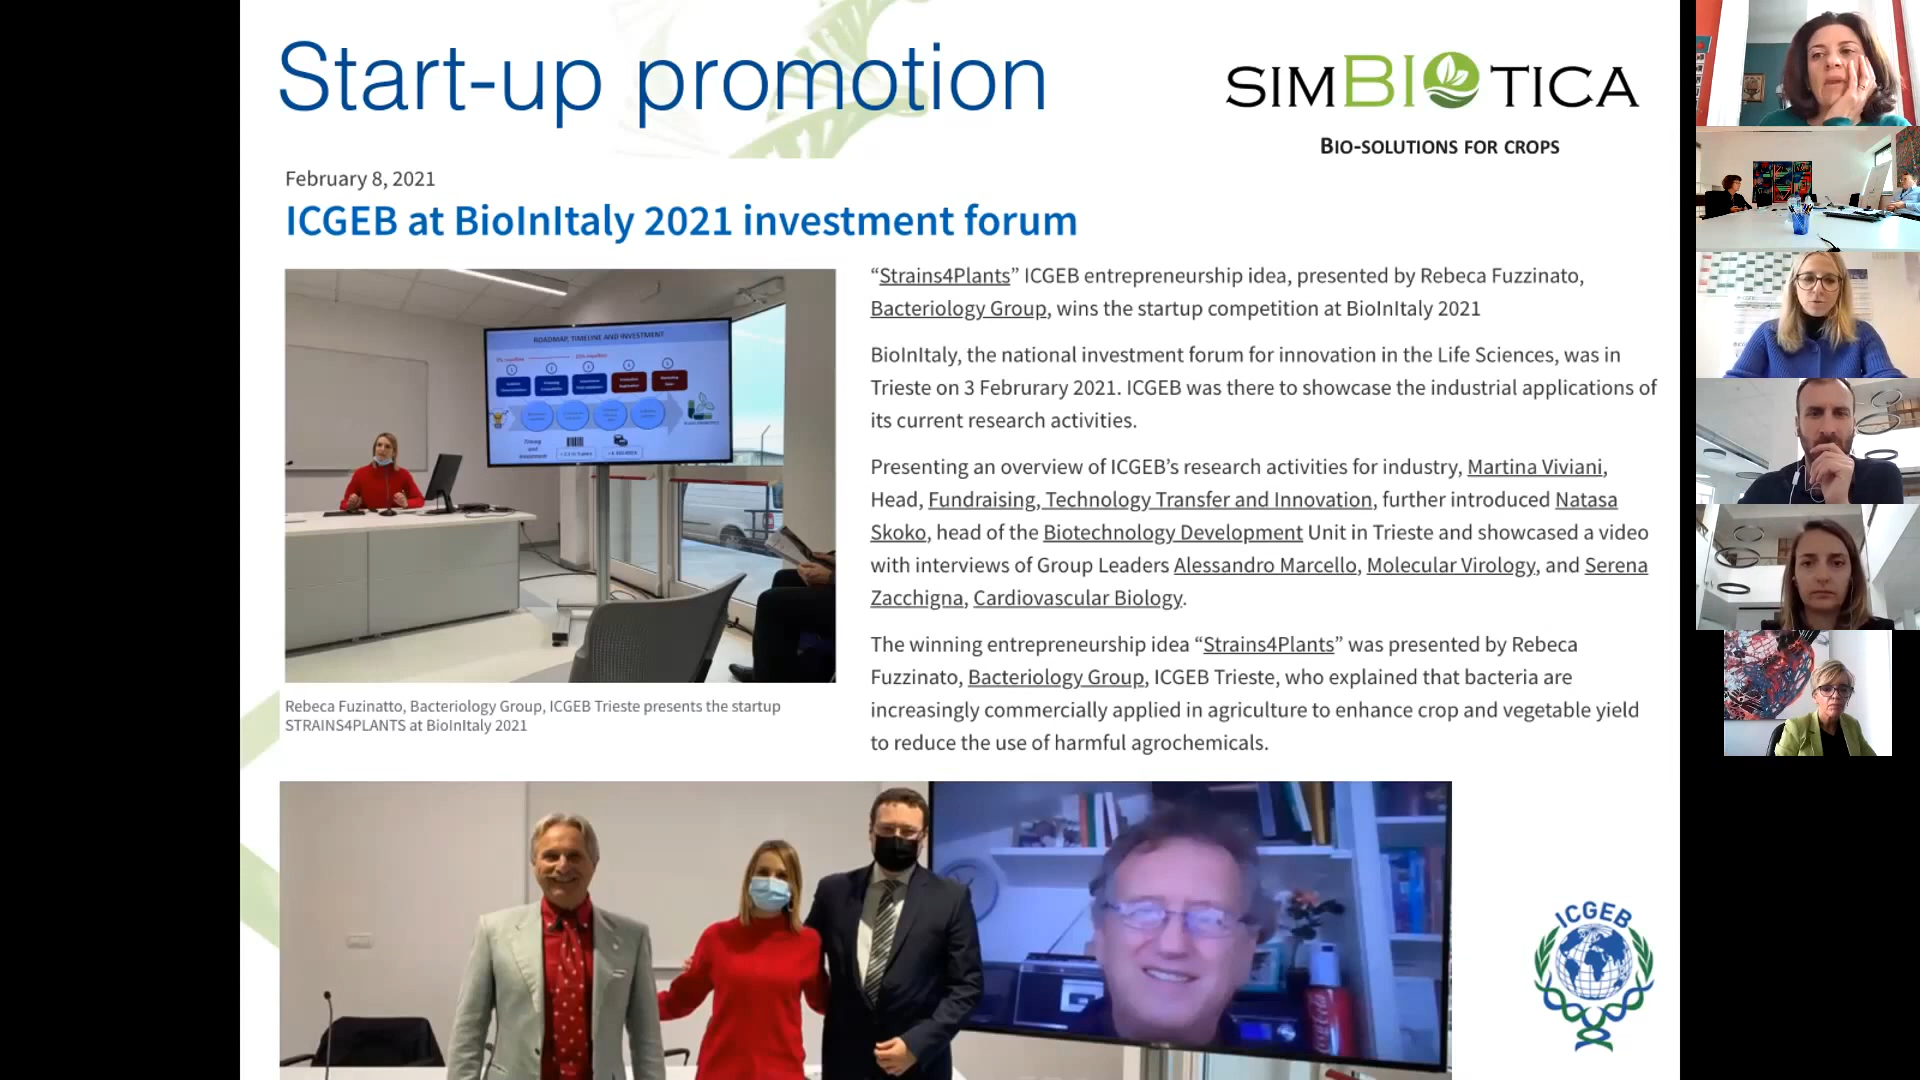 Start-up promotion
SIMBIOTICA
BIO-SOLUTIONS FOR CROPS
February 8, 2021
ICGEB at BioInItaly 2021 investment forum
“Strains4Plants” ICGEB entrepreneurship idea, presented by Rebeca Fuzzinato,
Bacteriology Group, wins the startup competition at BioInItaly 2021
BioInItaly, the national investment forum for innovation in the Life Sciences, was in
Trieste on 3 Februrary 2021. ICGEB was there to showcase the industrial applications of
its current research activities.
Presenting an overview of ICGEB’s research activities for industry, Martina Viviani,
Head, Fundraising, Technology Transfer and Innovation, further introduced Natasa
Skoko, head of the Biotechnology Development Unit in Trieste and showcased a video
with interviews of Group Leaders Alessandro Marcello, Molecular Virology, and Serena
Zacchigna, Cardiovascular Biology.
The winning entrepreneurship idea “Strains4Plants” was presented by Rebeca
Fuzzinato, Bacteriology Group, ICGEB Trieste, who explained that bacteria are
increasingly commercially applied in agriculture to enhance crop and vegetable yield
to reduce the use of harmful agrochemicals.
ROADMAP, TIMELINE AND INVESTMENT
Rebeca Fuzinatto, Bacteriology Group, ICGEB Trieste presents the startup
STRAINS4PLANTS at BioInItaly 2021
Coca-Cola
ICGEB